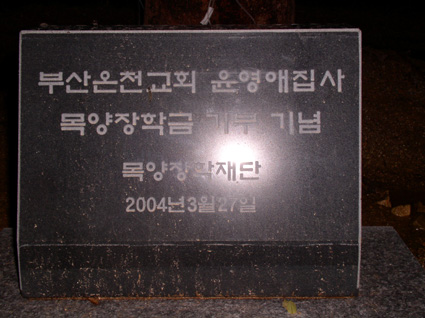 부산온천교회 윤영애집사
목양장학금 기부 기념
목양장학재단
2004년3월27일